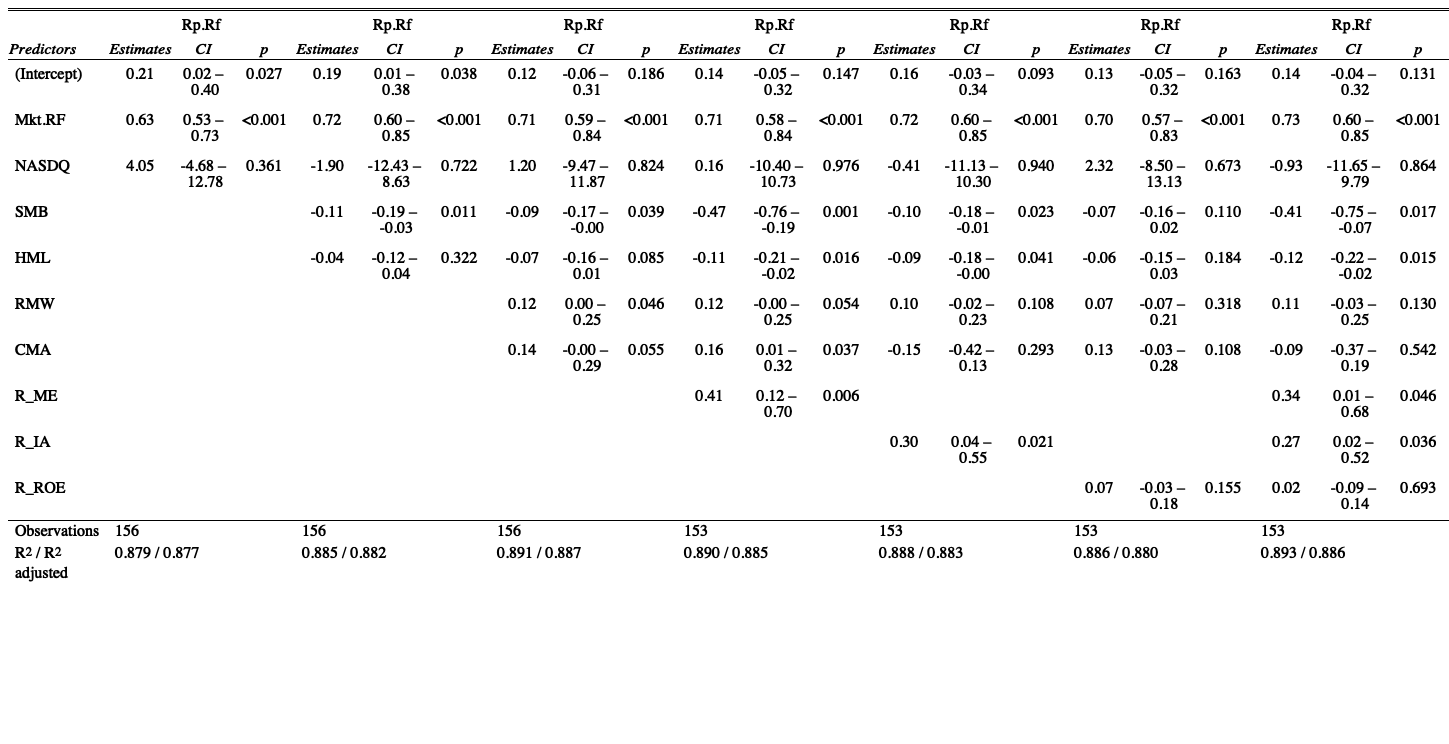 Rp.Rf Rp.Rf Rp.Rf Rp.Rf Rp.Rf Rp.Rf Rp.Rf
Predictors Estimates CI p Estimates CI p Estimates CI p Estimates CI p Estimates CI p Estimates CI p Estimates CI p
(Intercept) 0.21 0.02 – 0.027 0.19 0.01 – 0.038 0.12 -0.06 – 0.186 0.14 -0.05 – 0.147 0.16 -0.03 – 0.093 0.13 -0.05 – 0.163 0.14 -0.04 – 0.131
0.40 0.38 0.31 0.32 0.34 0.32 0.32
Mkt.RF 0.63 0.53 – <0.001 0.72 0.60 – <0.001 0.71 0.59 – <0.001 0.71 0.58 – <0.001 0.72 0.60 – <0.001 0.70 0.57 – <0.001 0.73 0.60 – <0.001
0.73 0.85 0.84 0.84 0.85 0.83 0.85
NASDQ 4.05 -4.68 – 0.361 -1.90 -12.43 – 0.722 1.20 -9.47 – 0.824 0.16 -10.40 – 0.976 -0.41 -11.13 – 0.940 2.32 -8.50 – 0.673 -0.93 -11.65 – 0.864
12.78 8.63 11.87 10.73 10.30 13.13 9.79
SMB -0.11 -0.19 – 0.011 -0.09 -0.17 – 0.039 -0.47 -0.76 – 0.001 -0.10 -0.18 – 0.023 -0.07 -0.16 – 0.110 -0.41 -0.75 – 0.017
-0.03 -0.00 -0.19 -0.01 0.02 -0.07
HML -0.04 -0.12 – 0.322 -0.07 -0.16 – 0.085 -0.11 -0.21 – 0.016 -0.09 -0.18 – 0.041 -0.06 -0.15 – 0.184 -0.12 -0.22 – 0.015
0.04 0.01 -0.02 -0.00 0.03 -0.02
RMW 0.12 0.00 – 0.046 0.12 -0.00 – 0.054 0.10 -0.02 – 0.108 0.07 -0.07 – 0.318 0.11 -0.03 – 0.130
0.25 0.25 0.23 0.21 0.25
CMA 0.14 -0.00 – 0.055 0.16 0.01 – 0.037 -0.15 -0.42 – 0.293 0.13 -0.03 – 0.108 -0.09 -0.37 – 0.542
0.29 0.32 0.13 0.28 0.19
R_ME 0.41 0.12 – 0.006 0.34 0.01 – 0.046
0.70 0.68
R_IA 0.30 0.04 – 0.021 0.27 0.02 – 0.036
0.55 0.52
R_ROE 0.07 -0.03 – 0.155 0.02 -0.09 – 0.693
0.18 0.14
Observations 156 156 156 153 153 153 153
R2 / R2 0.879 / 0.877 0.885 / 0.882 0.891 / 0.887 0.890 / 0.885 0.888 / 0.883 0.886 / 0.880 0.893 / 0.886
adjusted